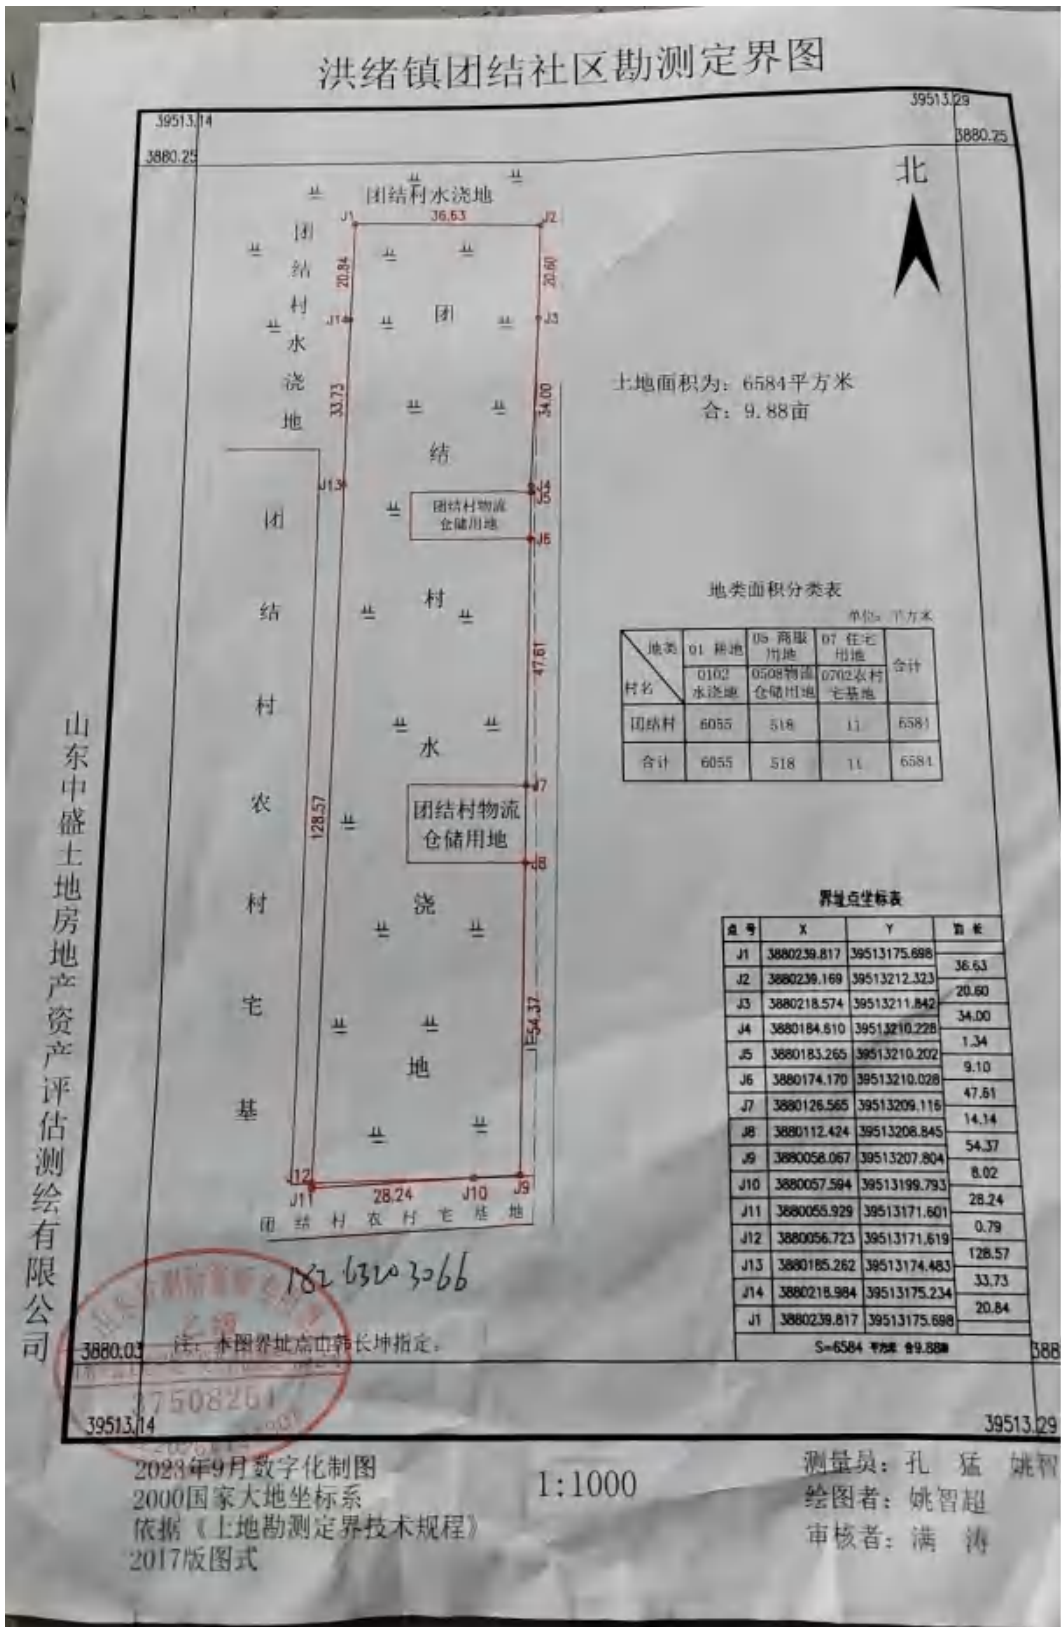 洪绪镇团结社区勘测定界图
39513.14
39513.29
3880.25
3880.25
北
团结村水浇地
J1
36.63
J2
团结村水浇地
20.84
20.60
J14
J3
团结村水浇地
33.73
34.00
土地面积为：6584平方米
合：9.88亩
J13
J4
J5
团结村物流
仓储用地
J6
团结村农村宅基
47.61
128.57
J7
团结村物流
仓储用地
J8
54.37
J12
J11
28.24
J10
J9
团结村农村宅基地
地类面积分类表
单位：平方米
地类 01 耕地 05 商服用地 07 住宅用地 合计
村名 0102水浇地 0508物流仓储用地 0702农村宅基地
团结村 6055 518 11 6584
合计 6055 518 11 6584
界址点坐标表
点号 X Y 边长
J1 3880239.817 39513175.698
36.63
J2 3880239.169 39513212.323
20.60
J3 3880218.574 39513211.842
34.00
J4 3880184.610 39513210.228
1.34
J5 3880183.265 39513210.202
9.10
J6 3880174.170 39513210.028
47.61
J7 3880126.565 39513209.116
14.14
J8 3880112.424 39513208.845
54.37
J9 3880058.067 39513207.804
8.02
J10 3880057.594 39513199.793
28.24
J11 3880055.929 39513171.601
0.79
J12 3880056.723 39513171.619
128.57
J13 3880185.262 39513174.483
33.73
J14 3880218.984 39513175.234
20.84
J1 3880239.817 39513175.698
S=6584 平方米 合9.88亩
山东中盛土地房地产资产评估测绘有限公司
18263203066
注：本图界址点由韩长坤指定。
3880.03
388
39513.14
39513.29
2023年9月数字化制图
2000国家大地坐标系
依据《土地勘测定界技术规程》
2017版图式
1:1000
测量员：孔 猛 姚智
绘图者：姚智超
审核者：满 涛